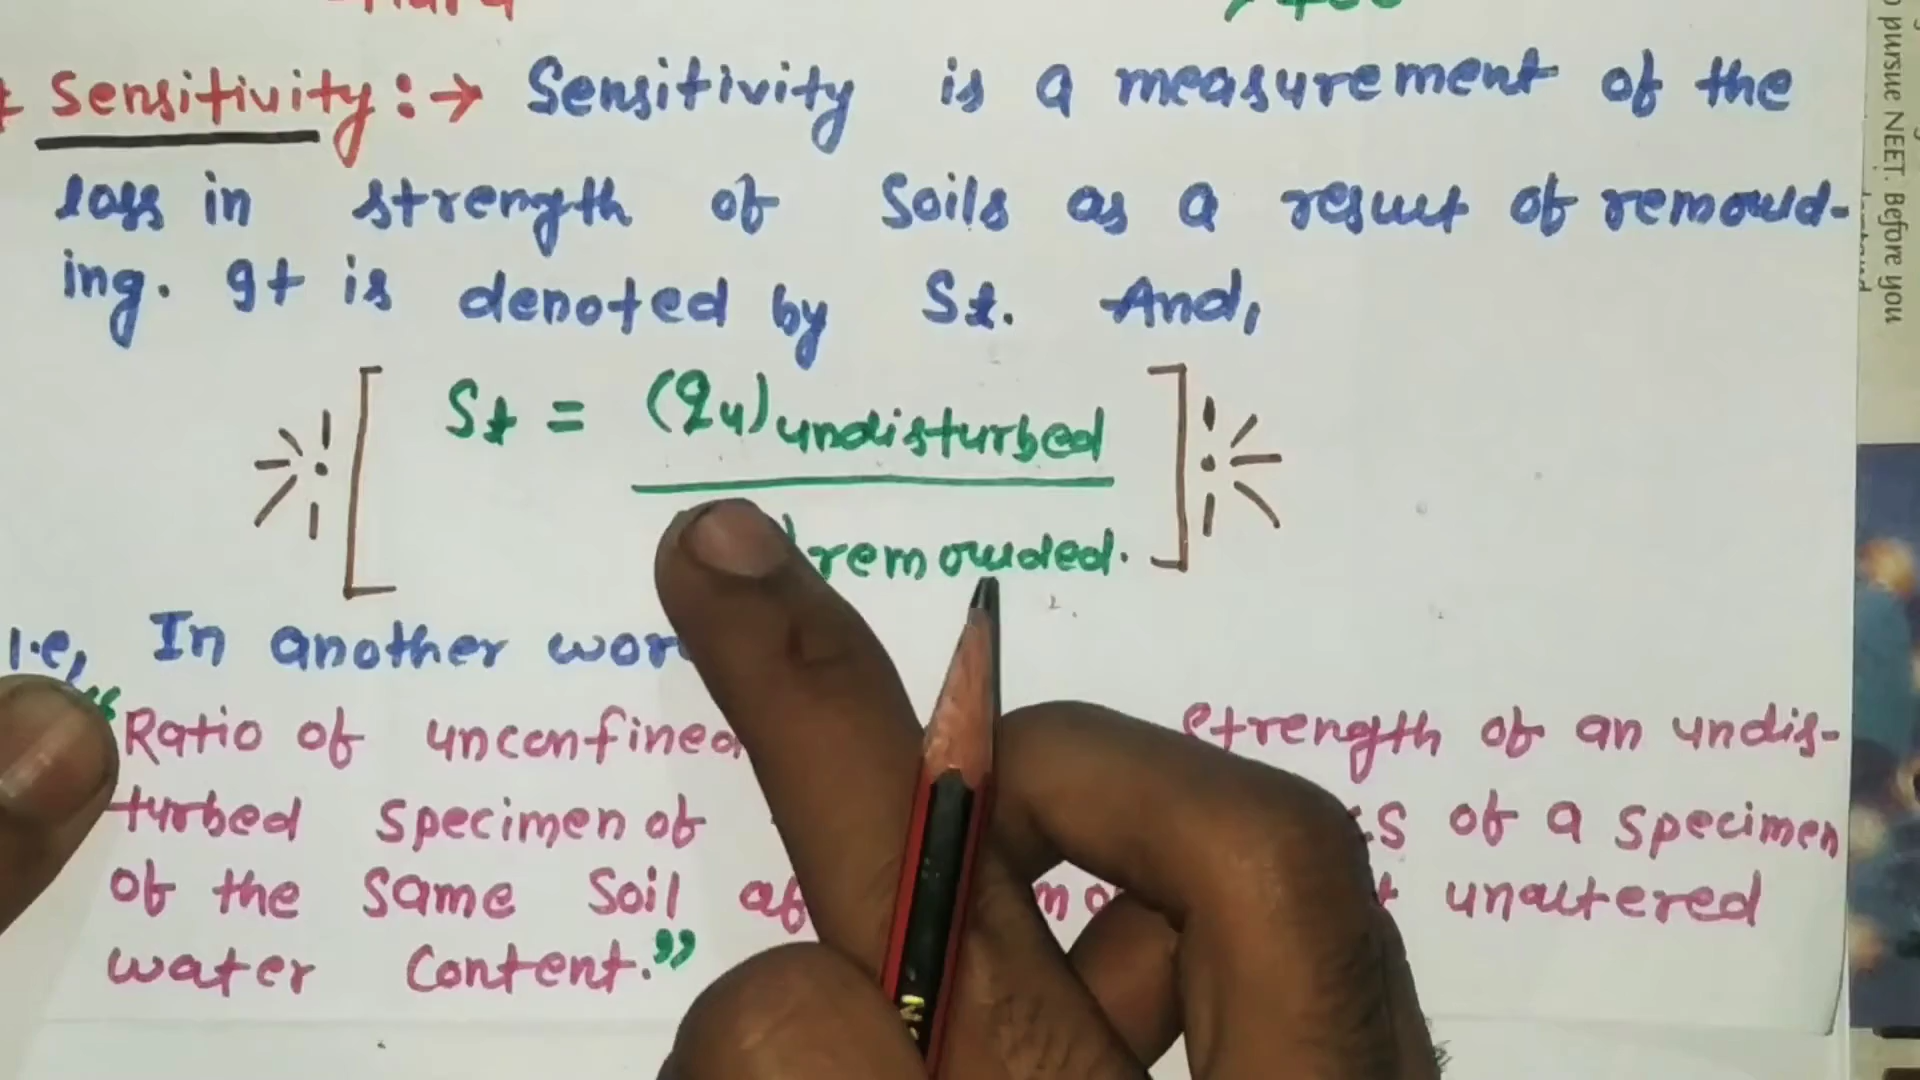 Sensitivity:→ Sensitivity is a measurement of the
loss in strength of soils as a result of remould-
ing. It is denoted by St. And,
[ St = (qu)undisturbed
)remoulded. ]
i.e, In another wor
“Ratio of unconfined strength of an undis-
turbed specimen of of a specimen
of the same soil unaltered
water content.”
pursue NEET. Before you